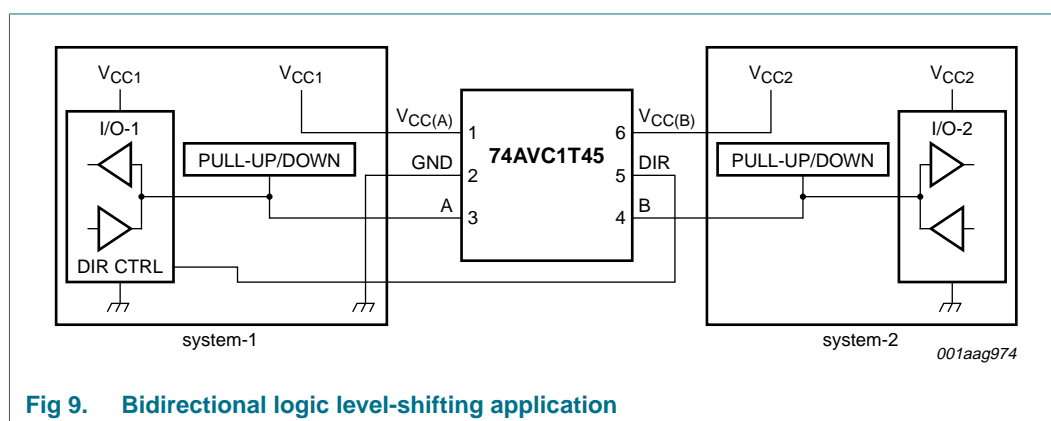 VCC1
VCC1
I/O-1
PULL-UP/DOWN
DIR CTRL
system-1
VCC(A)
GND
A
1
2
3
74AVC1T45
6
5
4
VCC(B)
DIR
B
VCC2
VCC2
PULL-UP/DOWN
I/O-2
system-2
001aag974
Fig 9. Bidirectional logic level-shifting application